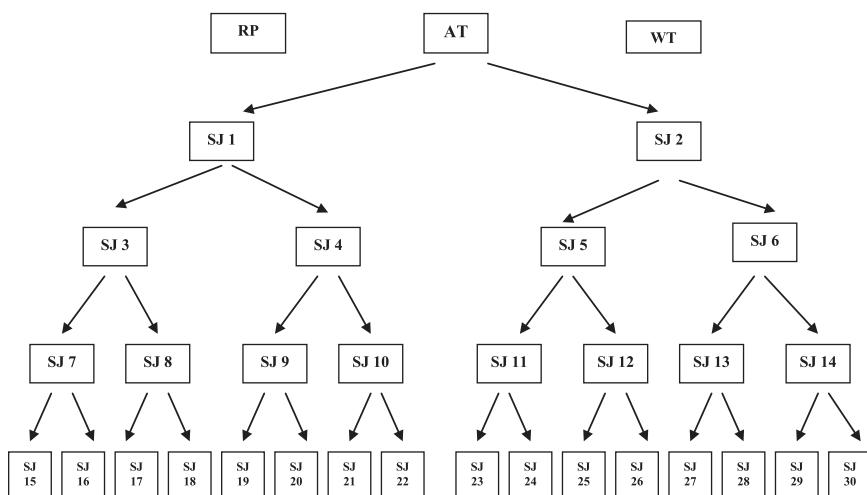 RP
AT
WT
SJ 1
SJ 2
SJ 3
SJ 4
SJ 5
SJ 6
SJ 7
SJ 8
SJ 9
SJ 10
SJ 11
SJ 12
SJ 13
SJ 14
SJ
15
SJ
16
SJ
17
SJ
18
SJ
19
SJ
20
SJ
21
SJ
22
SJ
23
SJ
24
SJ
25
SJ
26
SJ
27
SJ
28
SJ
29
SJ
30